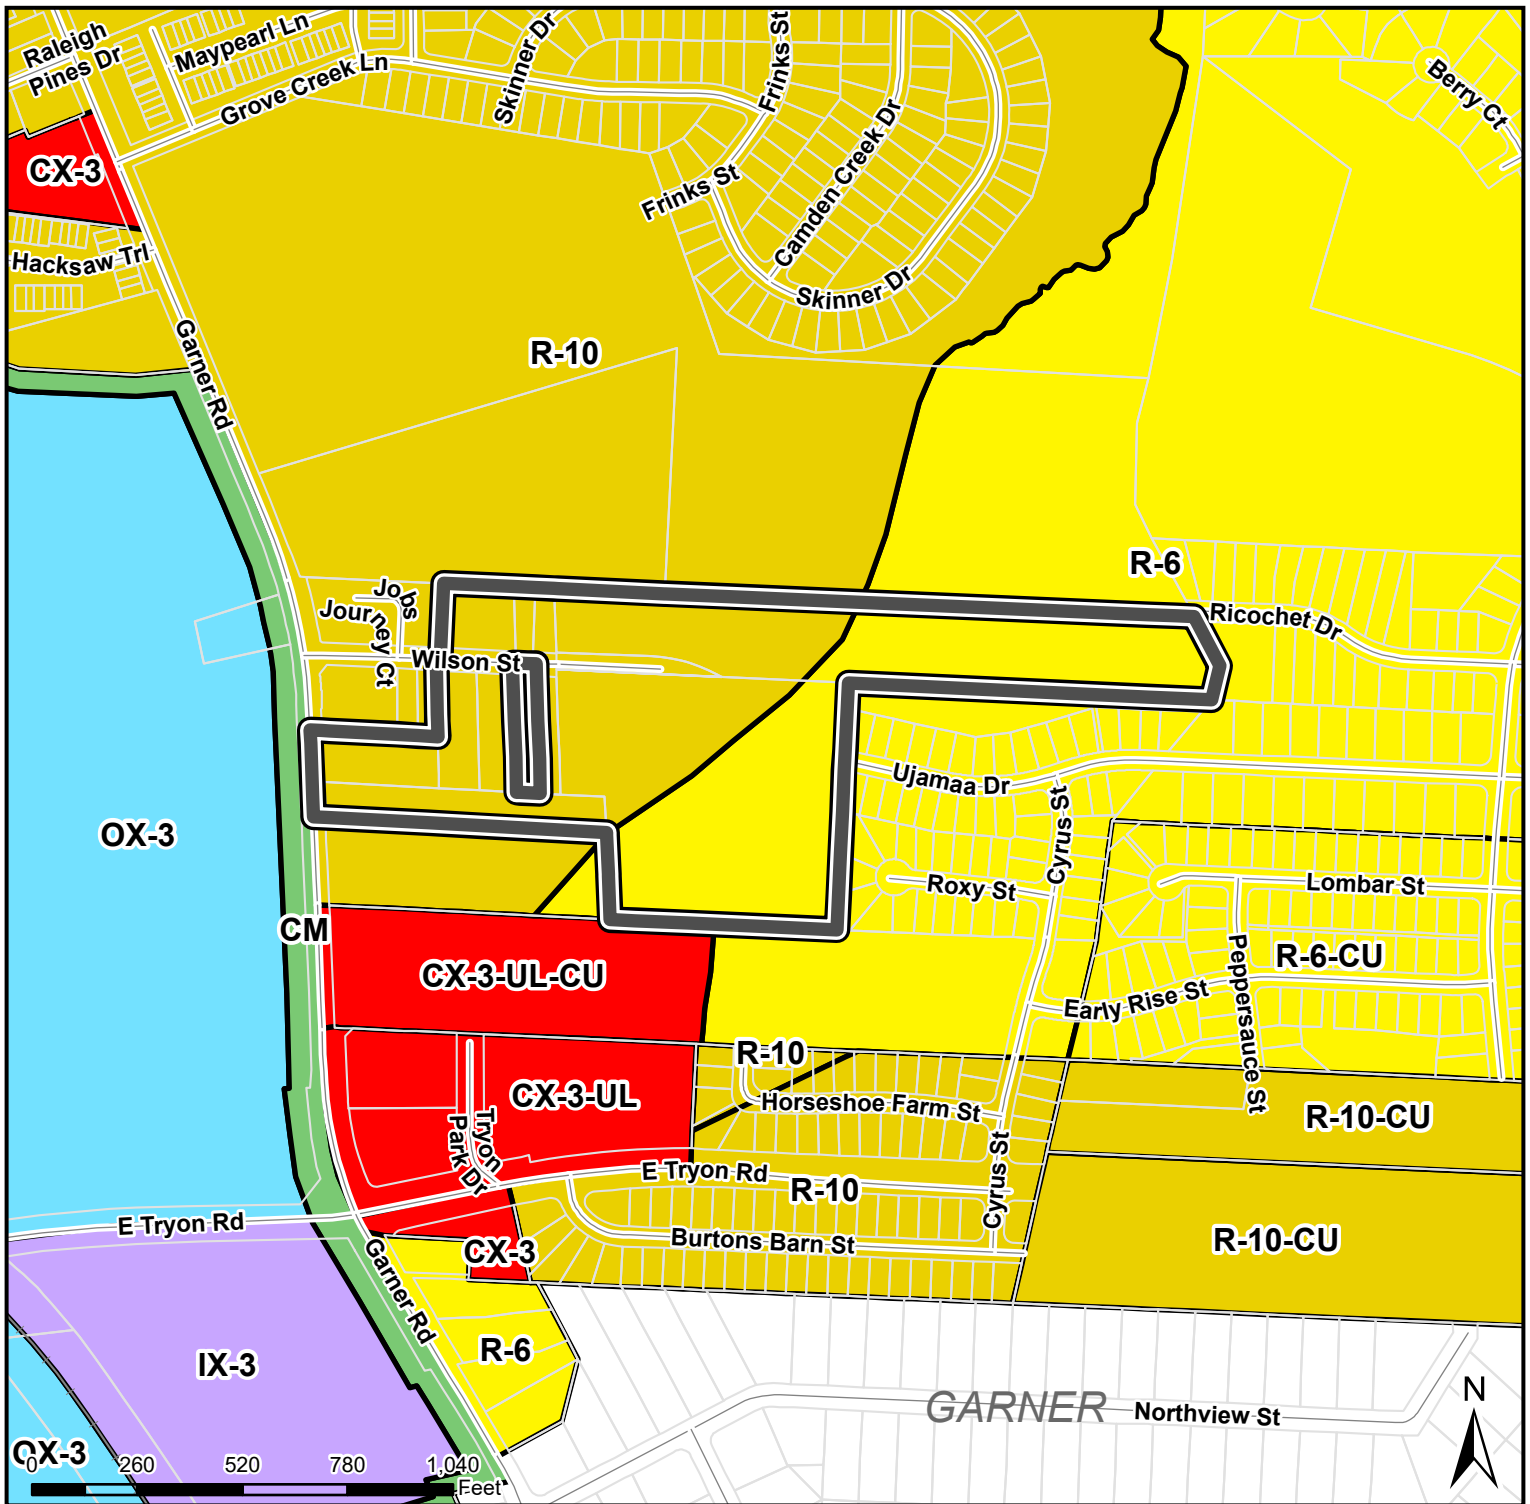 Raleigh
Pines Dr
Maypearl Ln
Grove Creek Ln
Skinner Dr
Frinks St
Berry Ct
CX-3
Frinks St
Camden Creek Dr
Hacksaw Trl
Skinner Dr
Garner Rd
R-10
R-6
Jobs
Journey Ct
Ricochet Dr
Wilson St
Ujamaa Dr
Cyrus St
OX-3
Roxy St
Lombar St
CM
CX-3-UL-CU
Peppersauce St
R-6-CU
Early Rise St
R-10
CX-3-UL
Horseshoe Farm St
R-10-CU
Tryon
Park Dr
E Tryon Rd
R-10
Cyrus St
E Tryon Rd
Burtons Barn St
R-10-CU
CX-3
Garner Rd
R-6
IX-3
GARNER
Northview St
N
OX-3
0 260 520 780 1,040
Feet